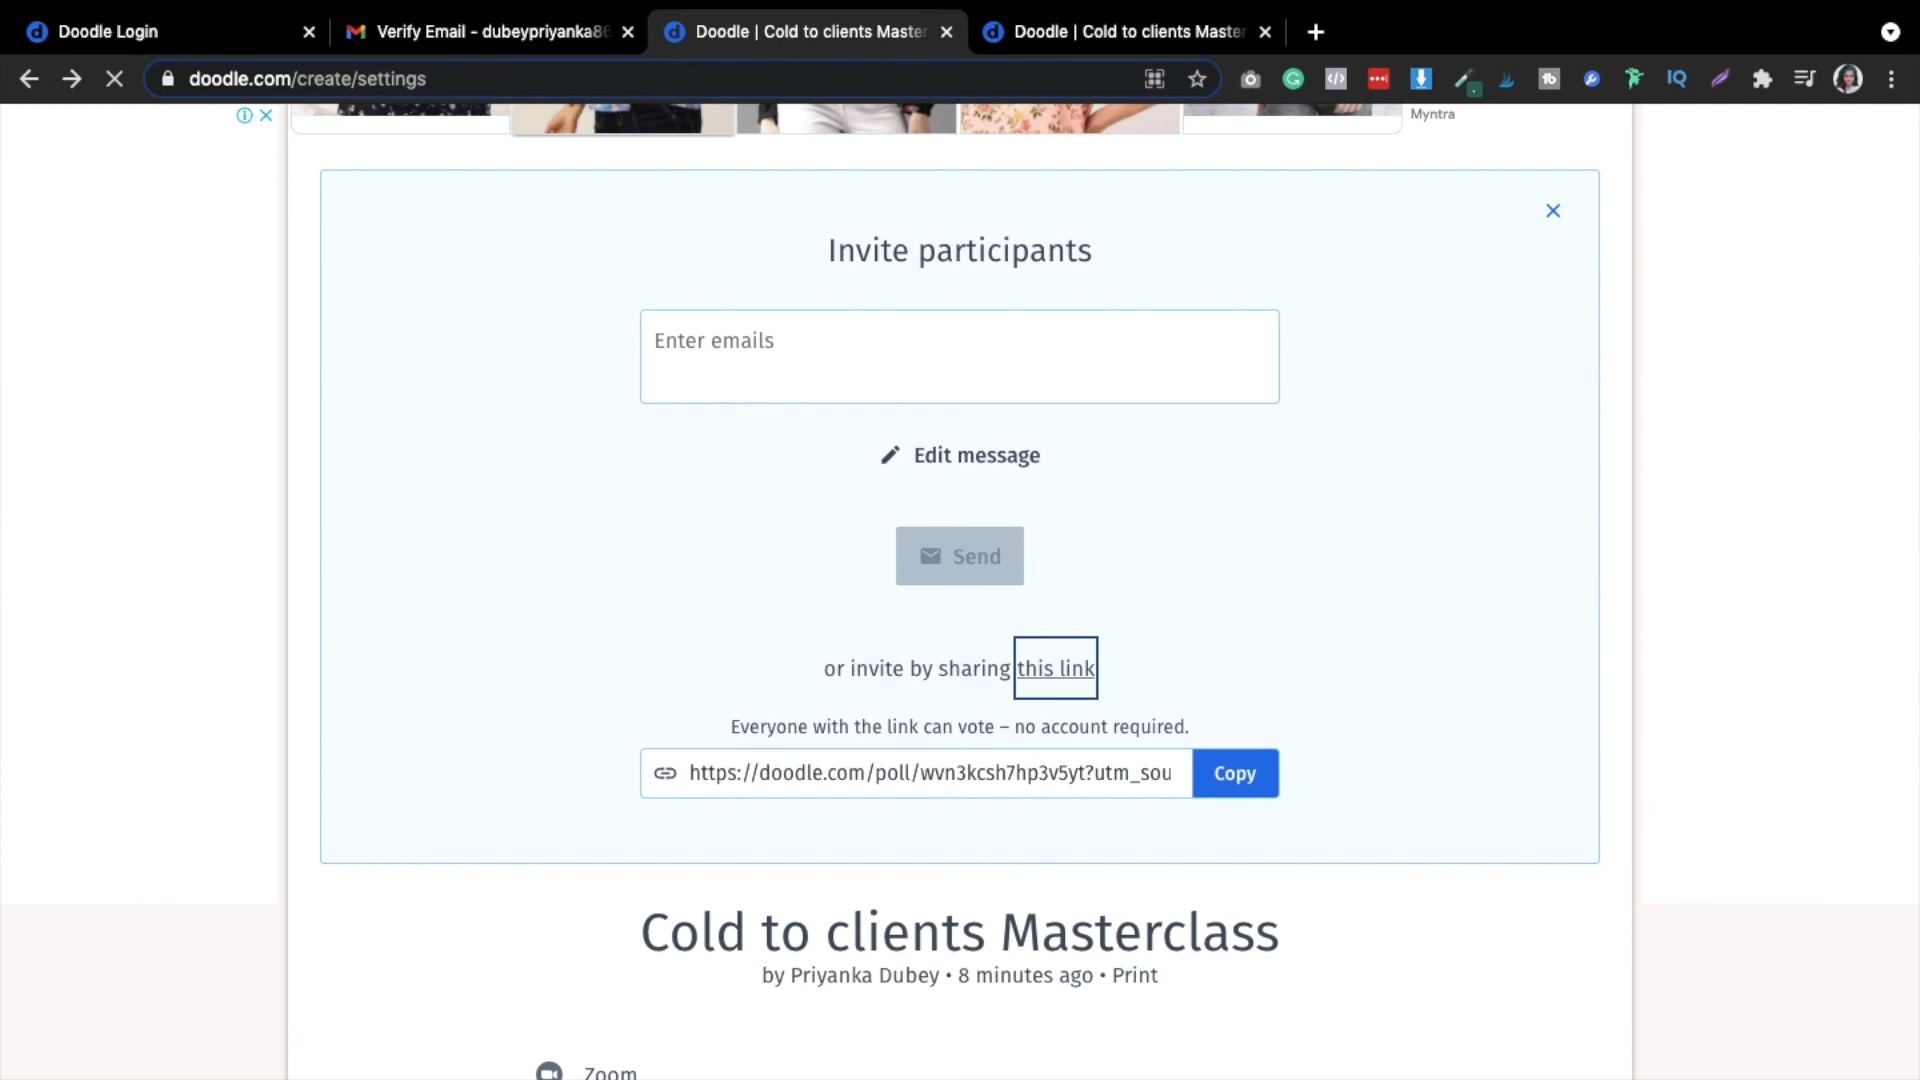 Doodle Login
Verify Email - dubeypriyanka86
Doodle | Cold to clients Master
Doodle | Cold to clients Master
doodle.com/create/settings
IQ
Myntra
Invite participants
Enter emails
Edit message
Send
or invite by sharing this link
Everyone with the link can vote – no account required.
https://doodle.com/poll/wvn3kcsh7hp3v5yt?utm_sou
Copy
Cold to clients Masterclass
by Priyanka Dubey • 8 minutes ago • Print
Zoom